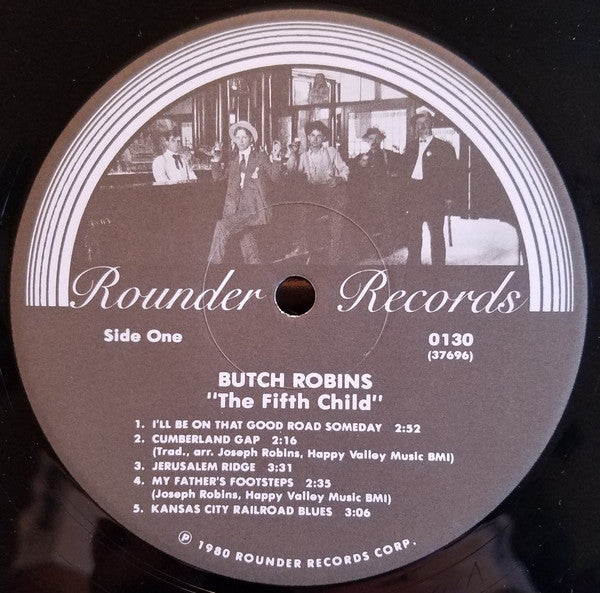 Rounder Records
Side One
0130
(37696)
BUTCH ROBINS
"The Fifth Child"
1. I'LL BE ON THAT GOOD ROAD SOMEDAY 2:52
2. CUMBERLAND GAP 2:16
(Trad., arr. Joseph Robins, Happy Valley Music BMI)
3. JERUSALEM RIDGE 3:31
4. MY FATHER'S FOOTSTEPS 2:35
(Joseph Robins, Happy Valley Music BMI)
5. KANSAS CITY RAILROAD BLUES 3:06
℗ 1980 ROUNDER RECORDS CORP.